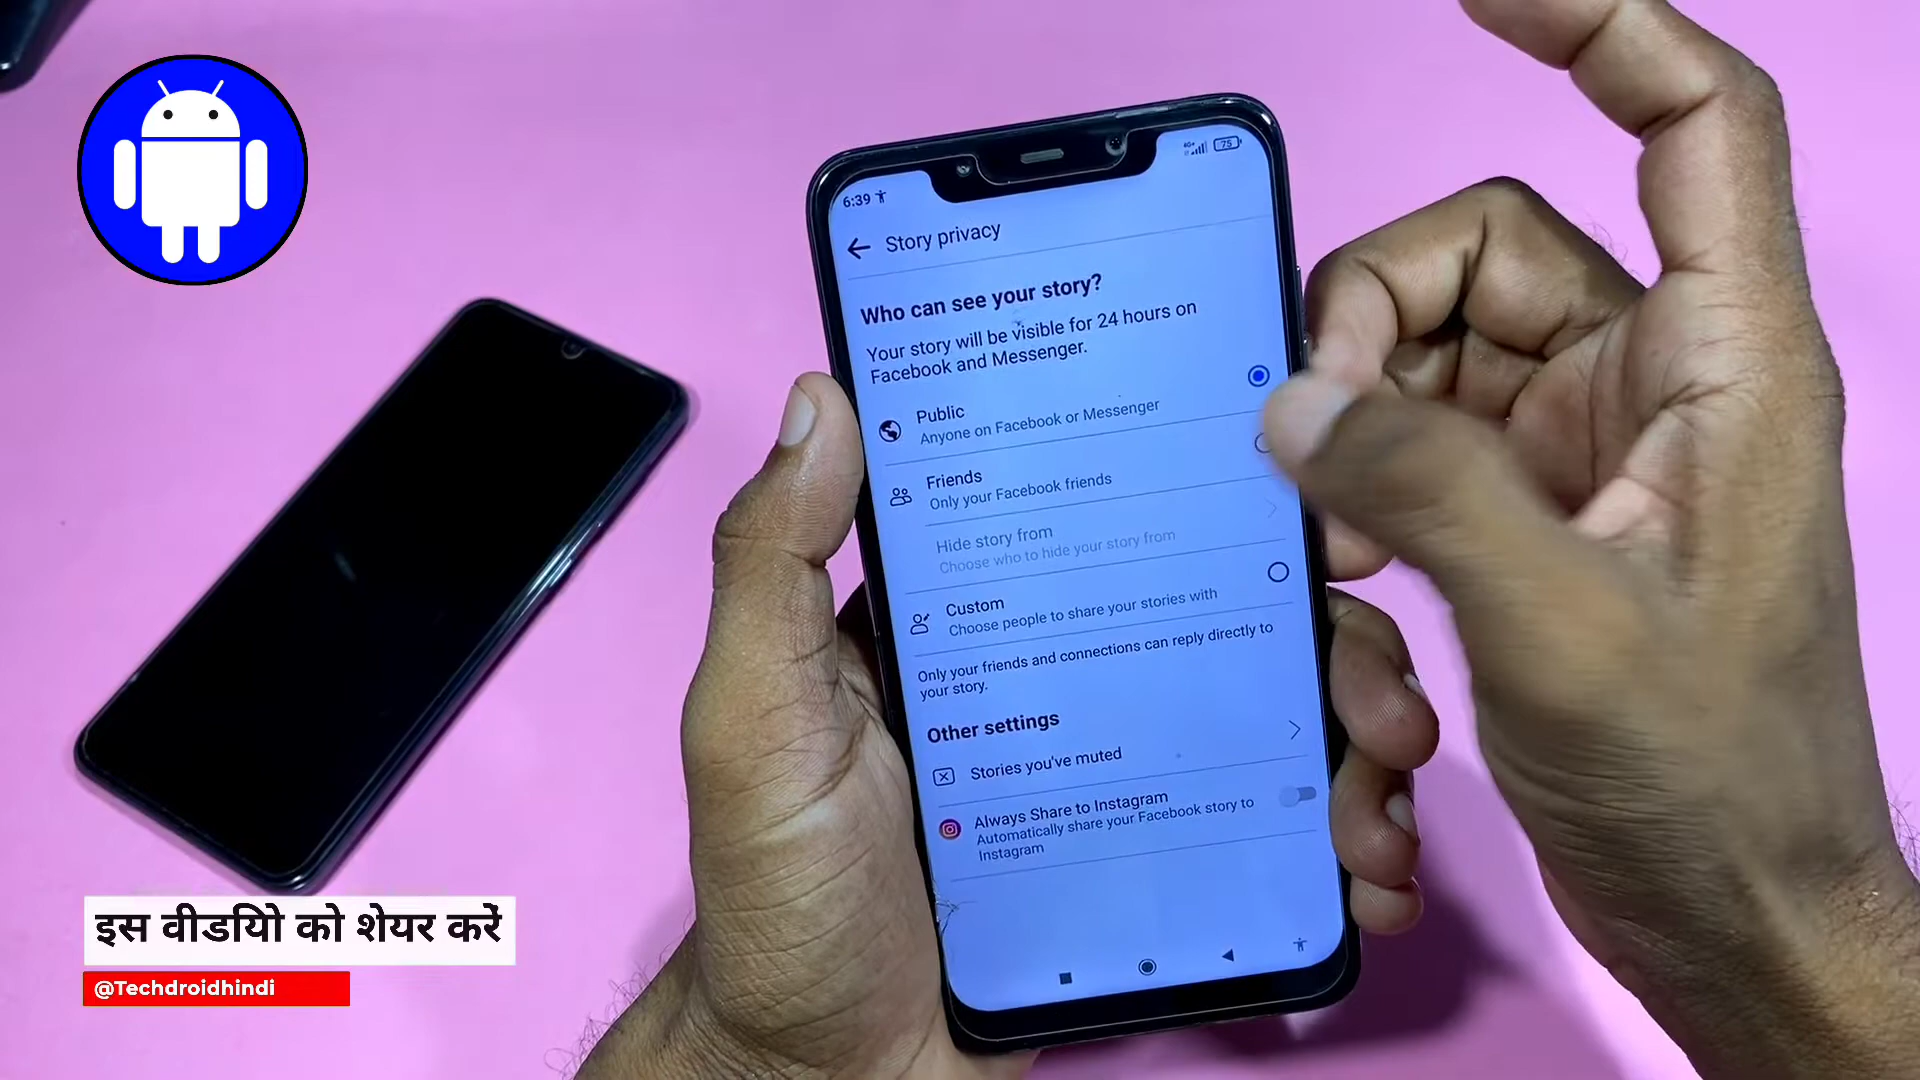 6:39
75
Story privacy
Who can see your story?
Your story will be visible for 24 hours on
Facebook and Messenger.
Public
Anyone on Facebook or Messenger
Friends
Only your Facebook friends
Hide story from
Choose who to hide your story from
Custom
Choose people to share your stories with
Only your friends and connections can reply directly to
your story.
Other settings
Stories you've muted
Always Share to Instagram
Automatically share your Facebook story to
Instagram
इस वीडियो को शेयर करें
@Techdroidhindi